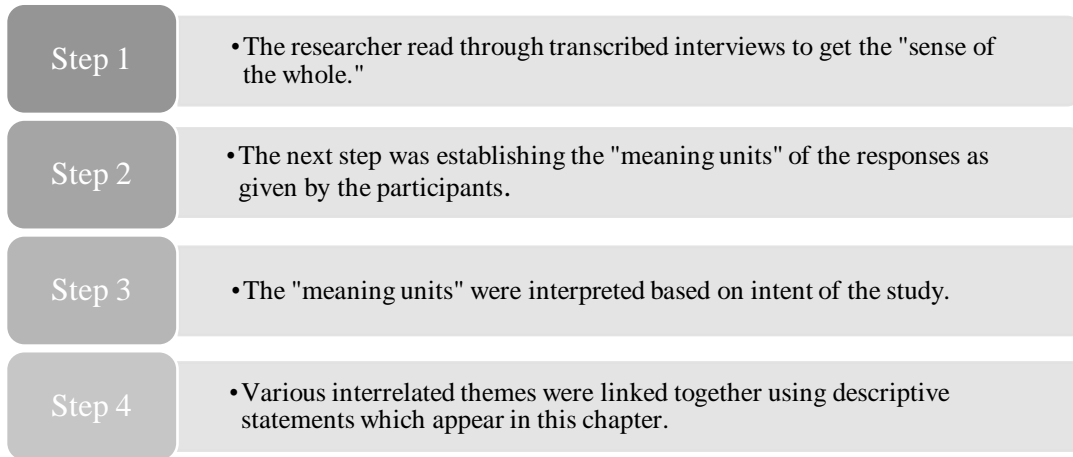 Step 1
•The researcher read through transcribed interviews to get the "sense of
the whole."
Step 2
•The next step was establishing the "meaning units" of the responses as
given by the participants.
Step 3
•The "meaning units" were interpreted based on intent of the study.
Step 4
•Various interrelated themes were linked together using descriptive
statements which appear in this chapter.